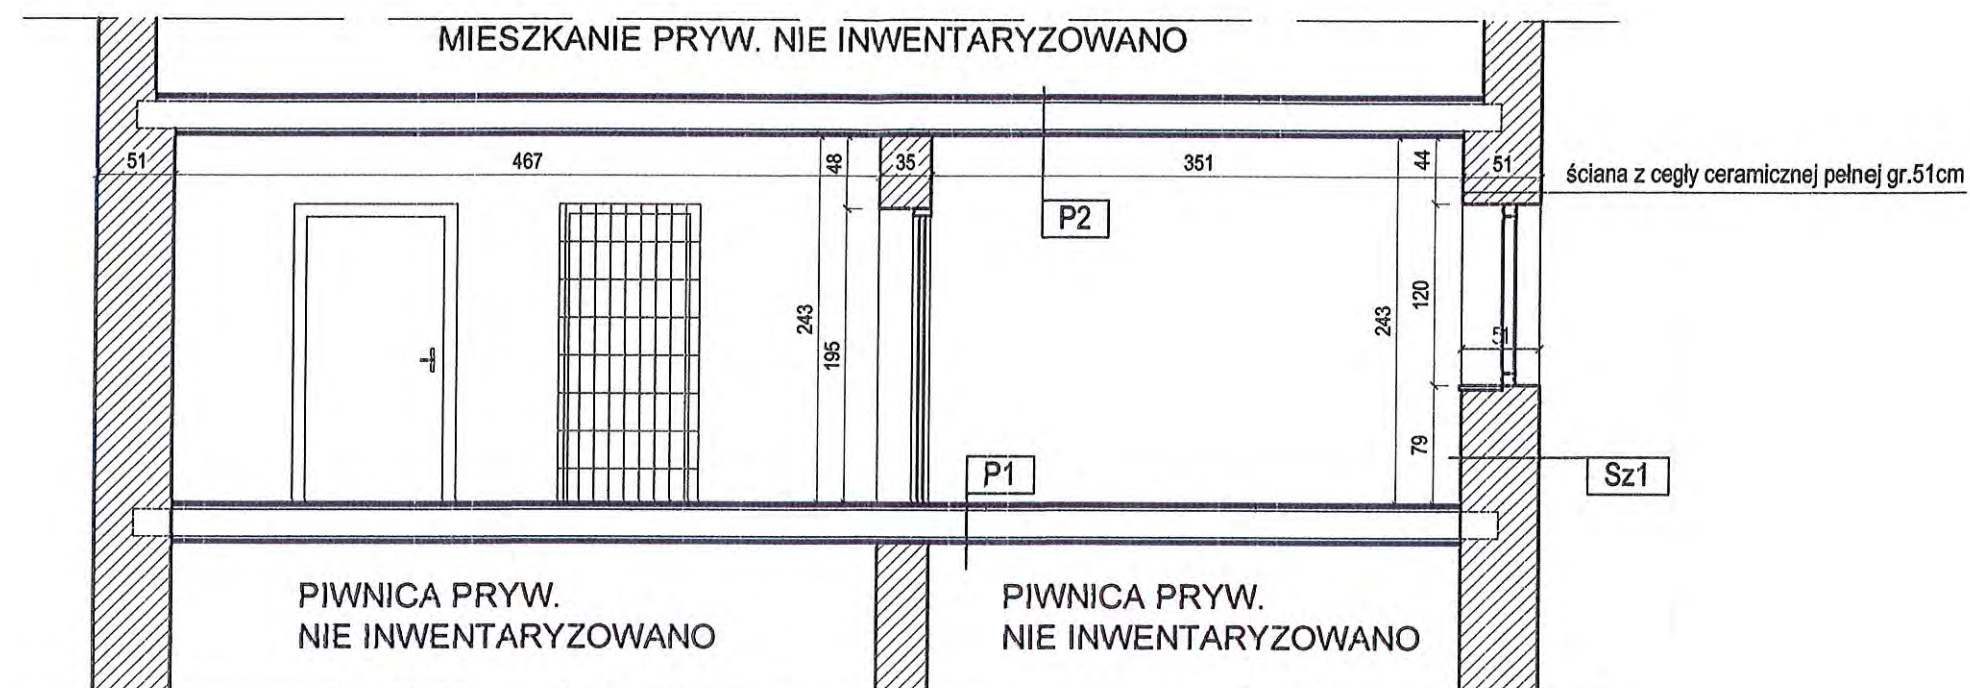 MIESZKANIE PRYW. NIE INWENTARYZOWANO
51
467
48
35
351
44
51
ściana z cegły ceramicznej pełnej gr.51cm
P2
243
195
243
120
79
P1
Sz1
PIWNICA PRYW.
NIE INWENTARYZOWANO
PIWNICA PRYW.
NIE INWENTARYZOWANO